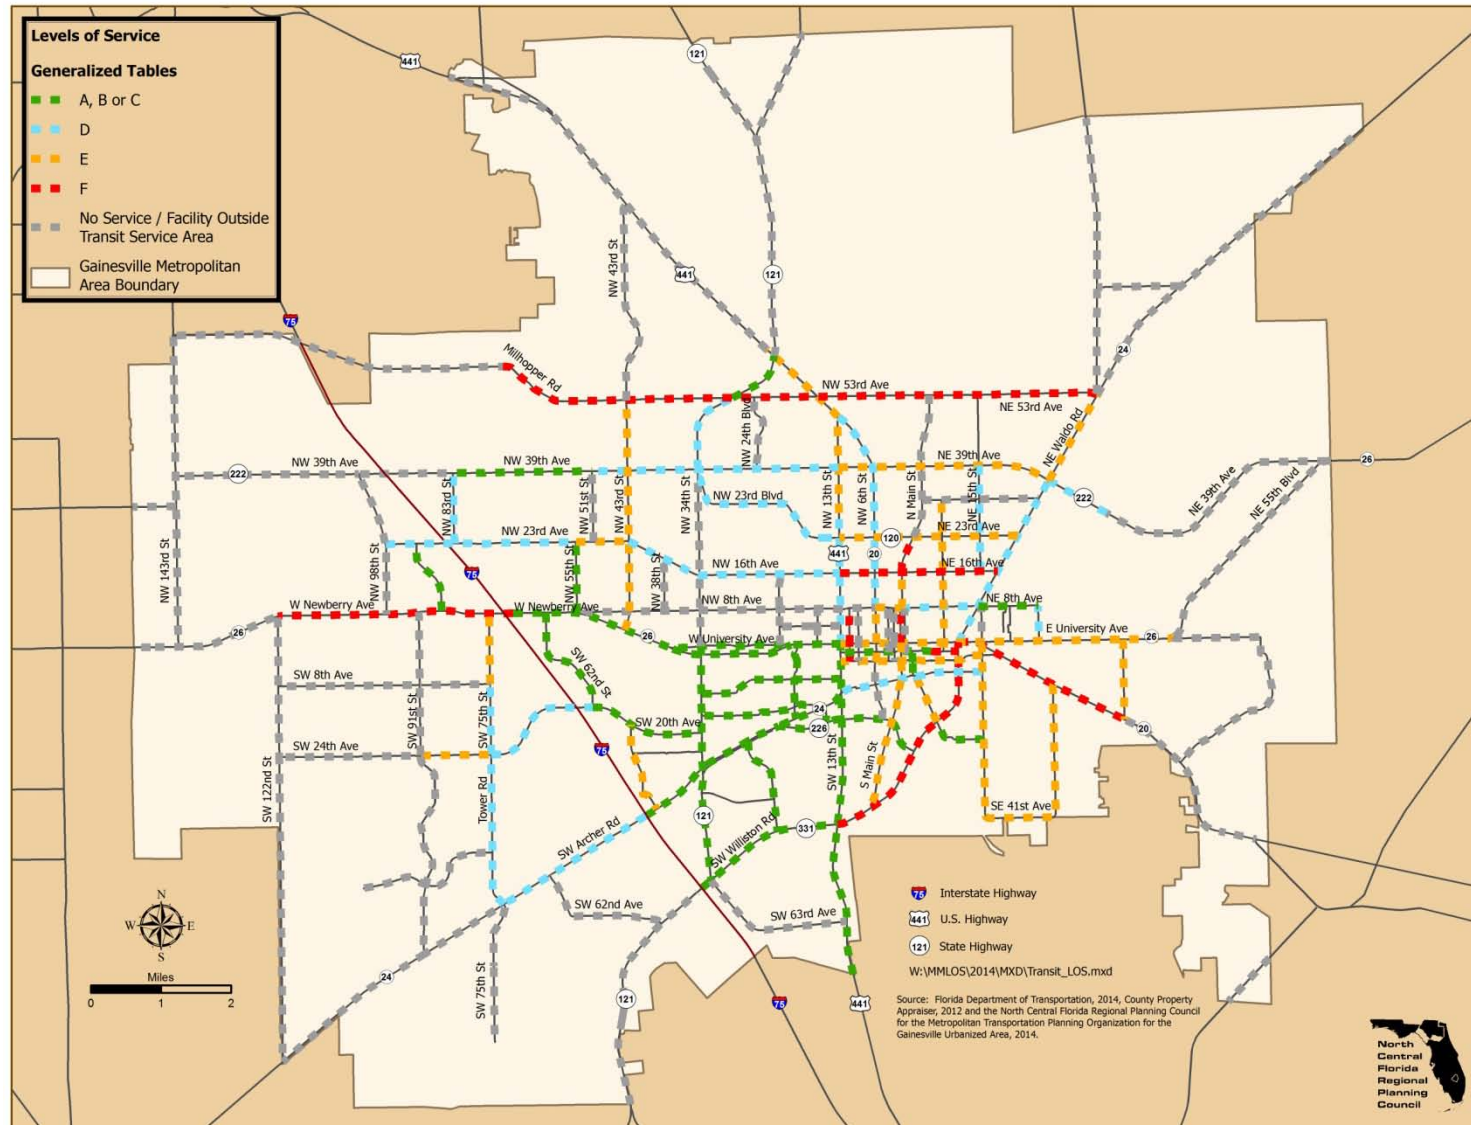 Levels of Service
Generalized Tables
A, B or C
D
E
F
No Service / Facility Outside
Transit Service Area
Gainesville Metropolitan
Area Boundary
441
121
75
NW 43rd St
441
121
24
Millhopper Rd
NW 53rd Ave
NE 53rd Ave
NW 24th Blvd
NE Waldo Rd
222
NW 39th Ave
NW 39th Ave
NE 39th Ave
26
NW 83rd St
NW 51st St
NW 43rd St
NW 34th St
NW 23rd Blvd
NW 13th St
NW 6th St
N Main St
NE 15th St
222
NE 39th Ave
NE 55th Blvd
NW 143rd St
NW 98th St
NW 23rd Ave
120
NE 23rd Ave
441
20
75
NW 55th St
NW 38th St
NW 16th Ave
NE 16th Ave
W Newberry Ave
W Newberry Ave
NW 8th Ave
NE 8th Ave
26
26
W University Ave
E University Ave
26
SW 8th Ave
SW 62nd St
SW 91st St
SW 75th St
SW 20th Ave
24
226
20
SW 24th Ave
75
SW 122nd St
Tower Rd
SW 13th St
S Main St
SE 41st Ave
SW Archer Rd
121
SW Williston Rd
331
SW 62nd Ave
SW 63rd Ave
24
SW 75th St
121
75
441
N
W
E
S
Miles
0
1
2
75
Interstate Highway
441
U.S. Highway
121
State Highway
W:\MMLOS\2014\MXD\Transit_LOS.mxd
Source: Florida Department of Transportation, 2014, County Property
Appraiser, 2012 and the North Central Florida Regional Planning Council
for the Metropolitan Transportation Planning Organization for the
Gainesville Urbanized Area, 2014.
North
Central
Florida
Regional
Planning
Council